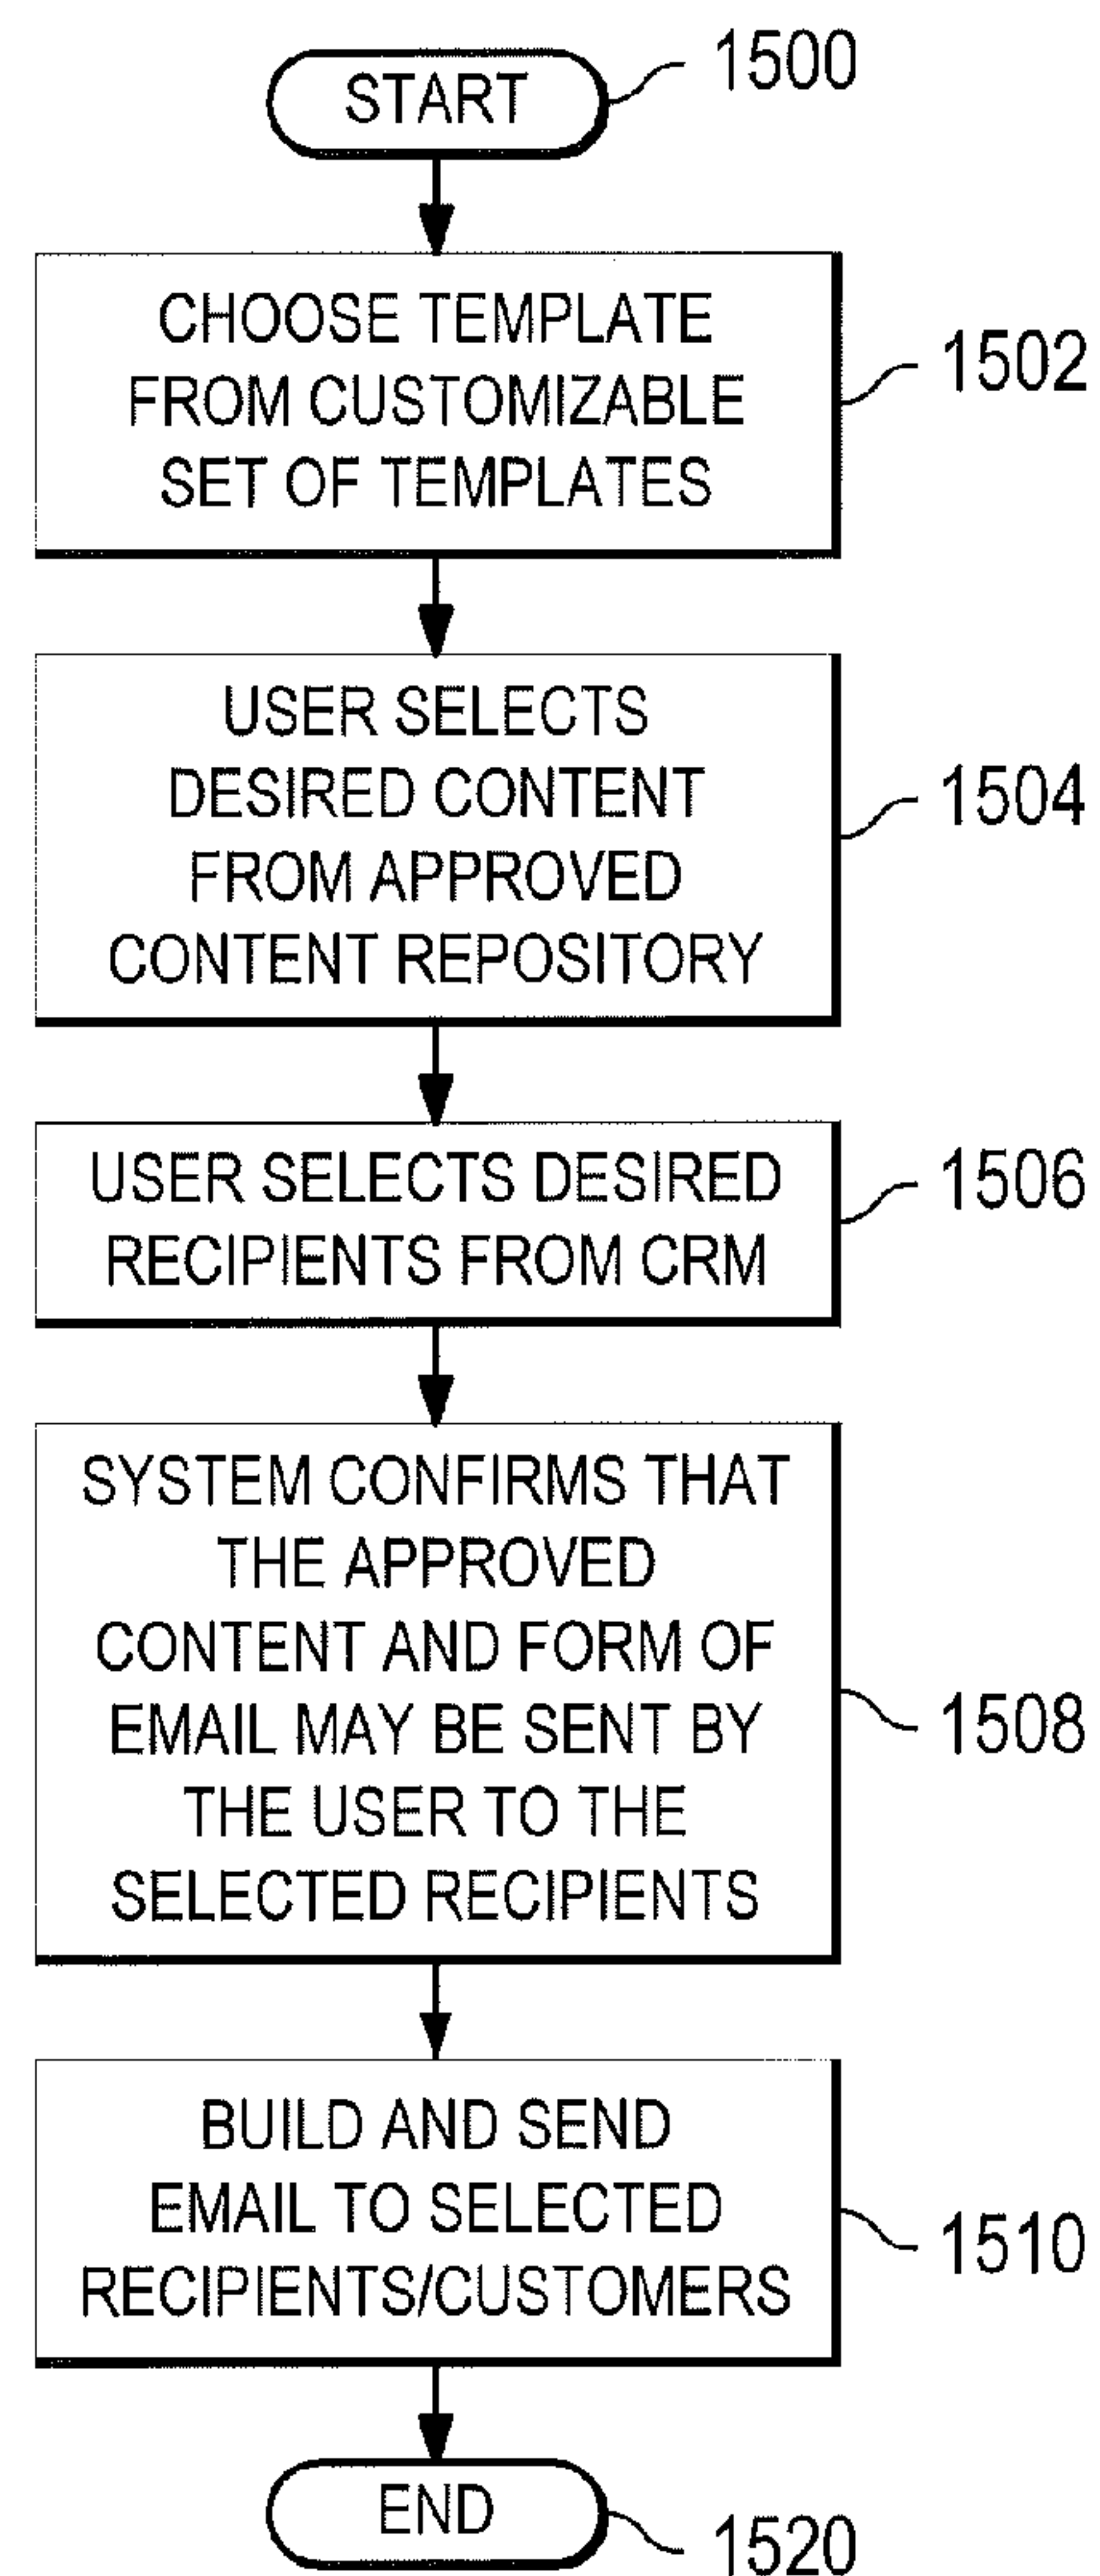 START
1500
CHOOSE TEMPLATE
FROM CUSTOMIZABLE
SET OF TEMPLATES
1502
USER SELECTS
DESIRED CONTENT
FROM APPROVED
CONTENT REPOSITORY
1504
USER SELECTS DESIRED
RECIPIENTS FROM CRM
1506
SYSTEM CONFIRMS THAT
THE APPROVED
CONTENT AND FORM OF
EMAIL MAY BE SENT BY
THE USER TO THE
SELECTED RECIPIENTS
1508
BUILD AND SEND
EMAIL TO SELECTED
RECIPIENTS/CUSTOMERS
1510
END
1520